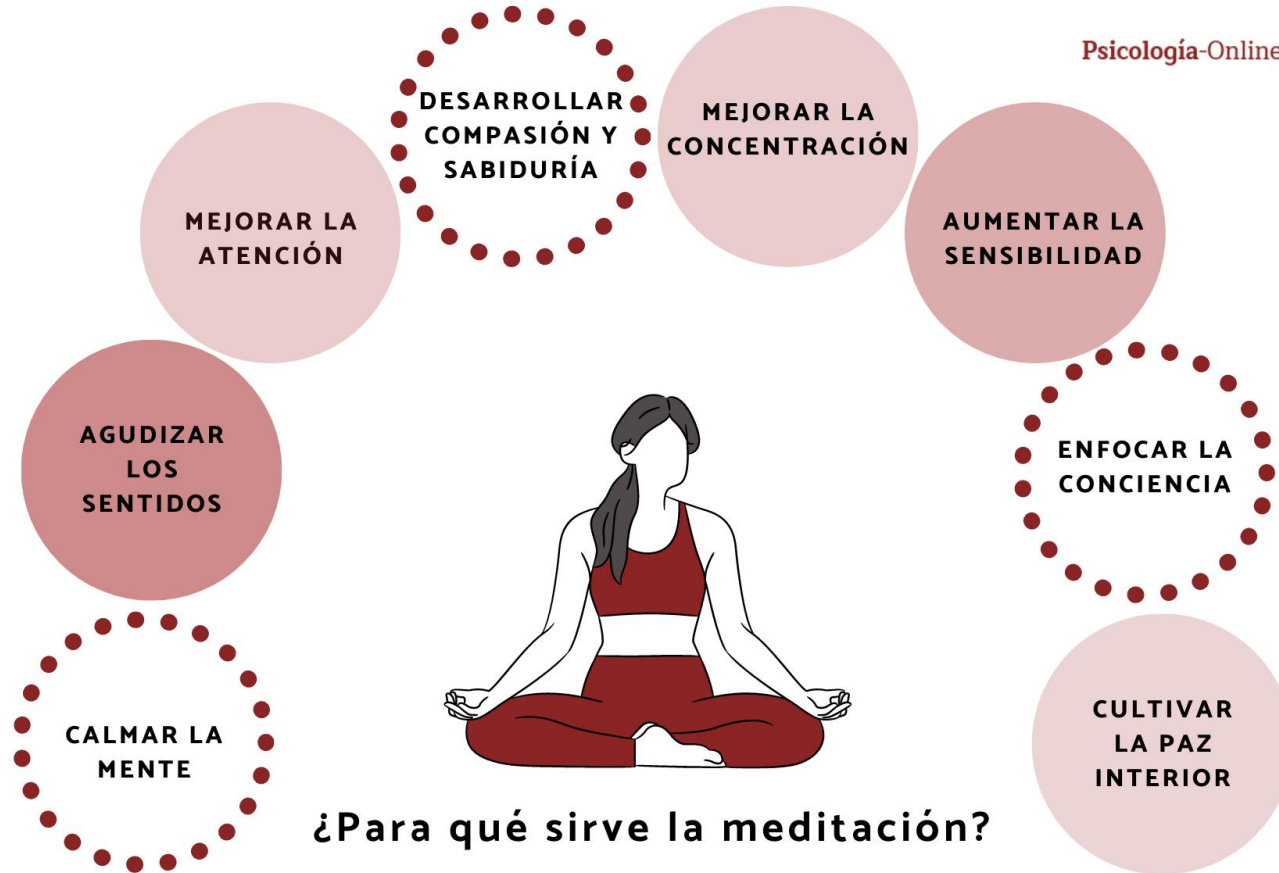 Psicología-Online
DESARROLLAR
COMPASIÓN Y
SABIDURÍA
MEJORAR LA
CONCENTRACIÓN
MEJORAR LA
ATENCIÓN
AUMENTAR LA
SENSIBILIDAD
AGUDIZAR
LOS
SENTIDOS
ENFOCAR LA
CONCIENCIA
CALMAR LA
MENTE
CULTIVAR
LA PAZ
INTERIOR
¿Para qué sirve la meditación?